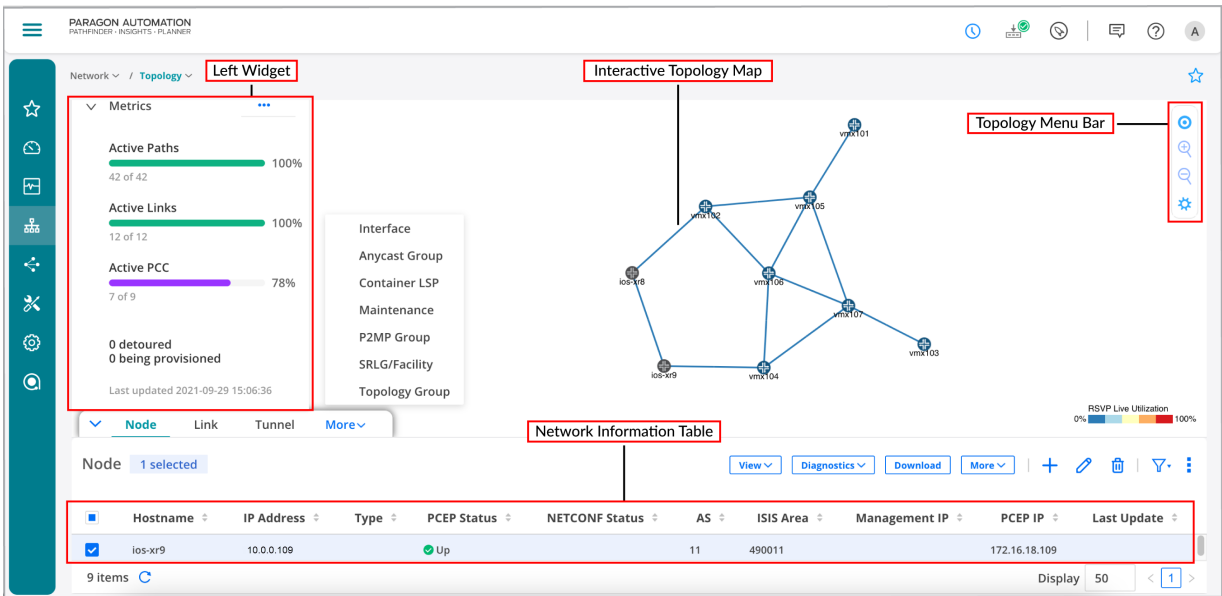 PARAGON AUTOMATION
PATHFINDER · INSIGHTS · PLANNER
A
Network / Topology
Left Widget
Interactive Topology Map
Topology Menu Bar
Metrics
Active Paths
100%
42 of 42
Active Links
100%
12 of 12
Active PCC
78%
7 of 9
0 detoured
0 being provisioned
Last updated 2021-09-29 15:06:36
Interface
Anycast Group
Container LSP
Maintenance
P2MP Group
SRLG/Facility
Topology Group
vmx101
vmx105
vmx102
ios-xr8
vmx106
vmx107
vmx103
ios-xr9
vmx104
RSVP Live Utilization
0% 100%
Node Link Tunnel More
Network Information Table
Node 1 selected
View Diagnostics Download More
Hostname IP Address Type PCEP Status NETCONF Status AS ISIS Area Management IP PCEP IP Last Update
ios-xr9 10.0.0.109 Up 11 490011 172.16.18.109
9 items Display 50 < 1 >